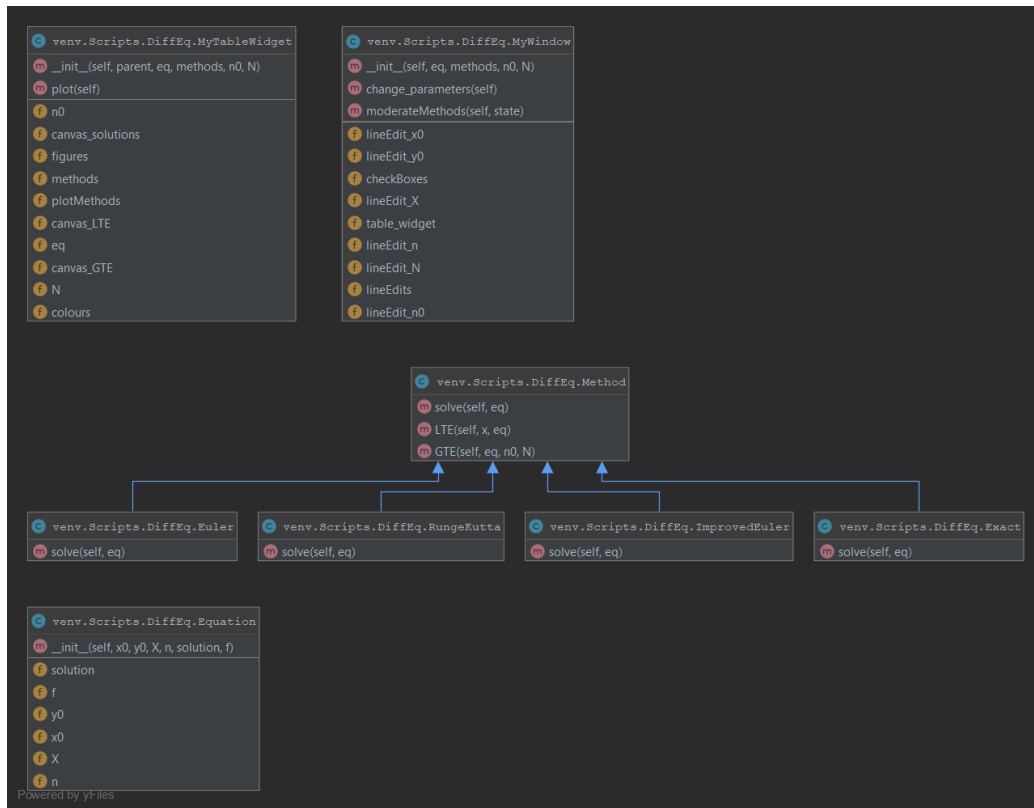 venv.Scripts.DiffEq.MyTableWidget
__init__(self, parent, eq, methods, n0, N)
plot(self)
n0
canvas_solutions
figures
methods
plotMethods
canvas_LTE
eq
canvas_GTE
N
colours
venv.Scripts.DiffEq.MyWindow
__init__(self, eq, methods, n0, N)
change_parameters(self)
moderateMethods(self, state)
lineEdit_x0
lineEdit_y0
checkBoxes
lineEdit_X
table_widget
lineEdit_n
lineEdit_N
lineEdits
lineEdit_n0
venv.Scripts.DiffEq.Method
solve(self, eq)
LTE(self, x, eq)
GTE(self, eq, n0, N)
venv.Scripts.DiffEq.Euler
solve(self, eq)
venv.Scripts.DiffEq.RungeKutta
solve(self, eq)
venv.Scripts.DiffEq.ImprovedEuler
solve(self, eq)
venv.Scripts.DiffEq.Exact
solve(self, eq)
venv.Scripts.DiffEq.Equation
__init__(self, x0, y0, X, n, solution, f)
solution
f
y0
x0
X
n
Powered by yFiles